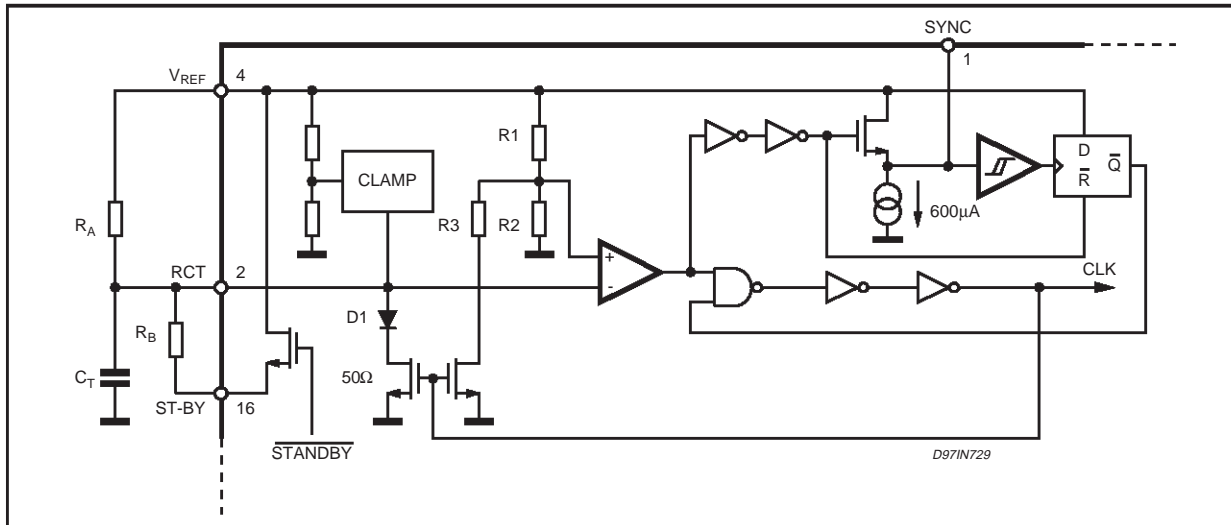 SYNC
1
VREF
4
R1
D
R̅
Q̅
CLAMP
R3
R2
600μA
RA
+
-
RCT
2
CLK
D1
RB
50Ω
CT
ST-BY
16
S̅T̅A̅N̅D̅B̅Y̅
D97IN729